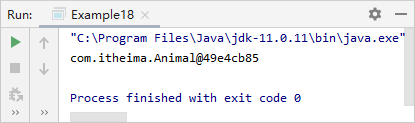 Run: Example18
"C:\Program Files\Java\jdk-11.0.11\bin\java.exe"
com.itheima.Animal@49e4cb85
Process finished with exit code 0